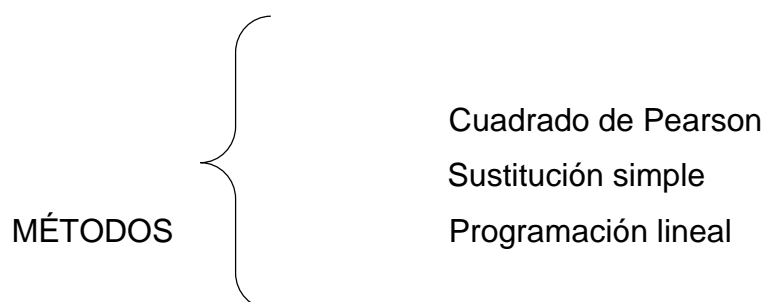 Cuadrado de Pearson
Sustitución simple
MÉTODOS Programación lineal